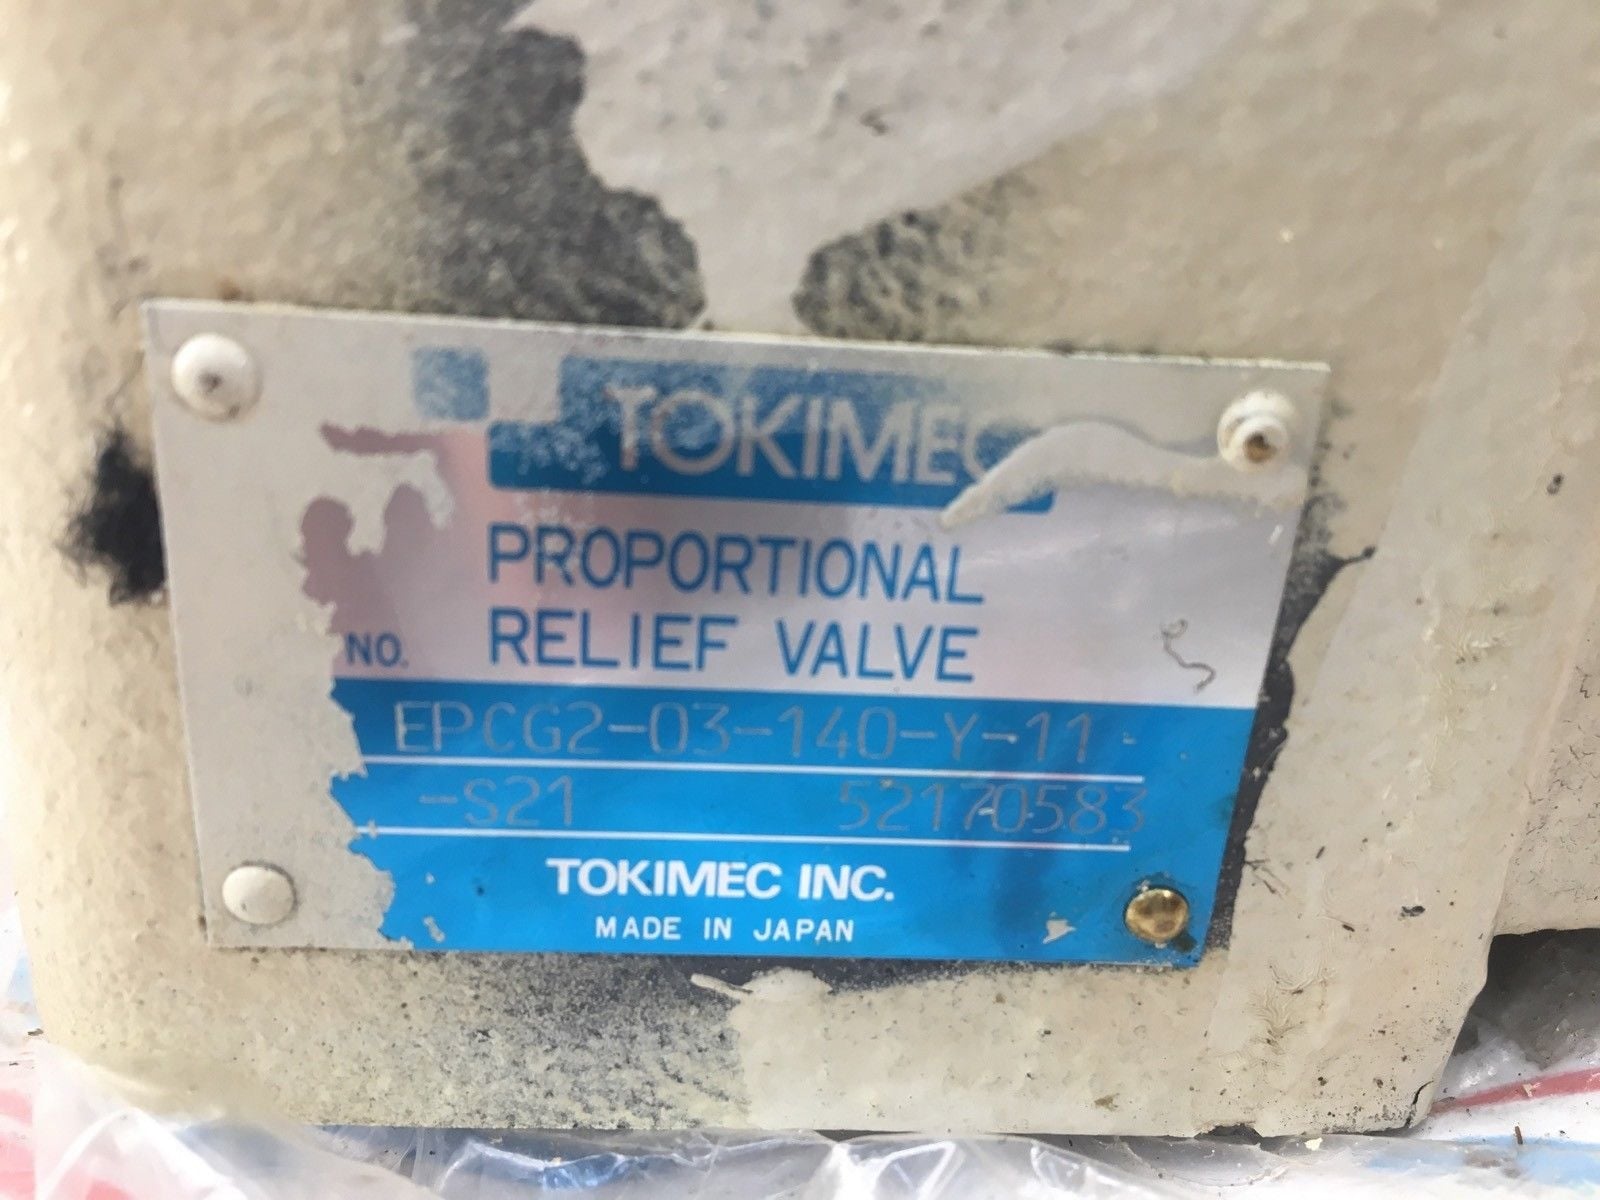 TOKIMEC
PROPORTIONAL
NO. RELIEF VALVE
EPCG2-03-140-Y-11
-S21 52170583
TOKIMEC INC.
MADE IN JAPAN